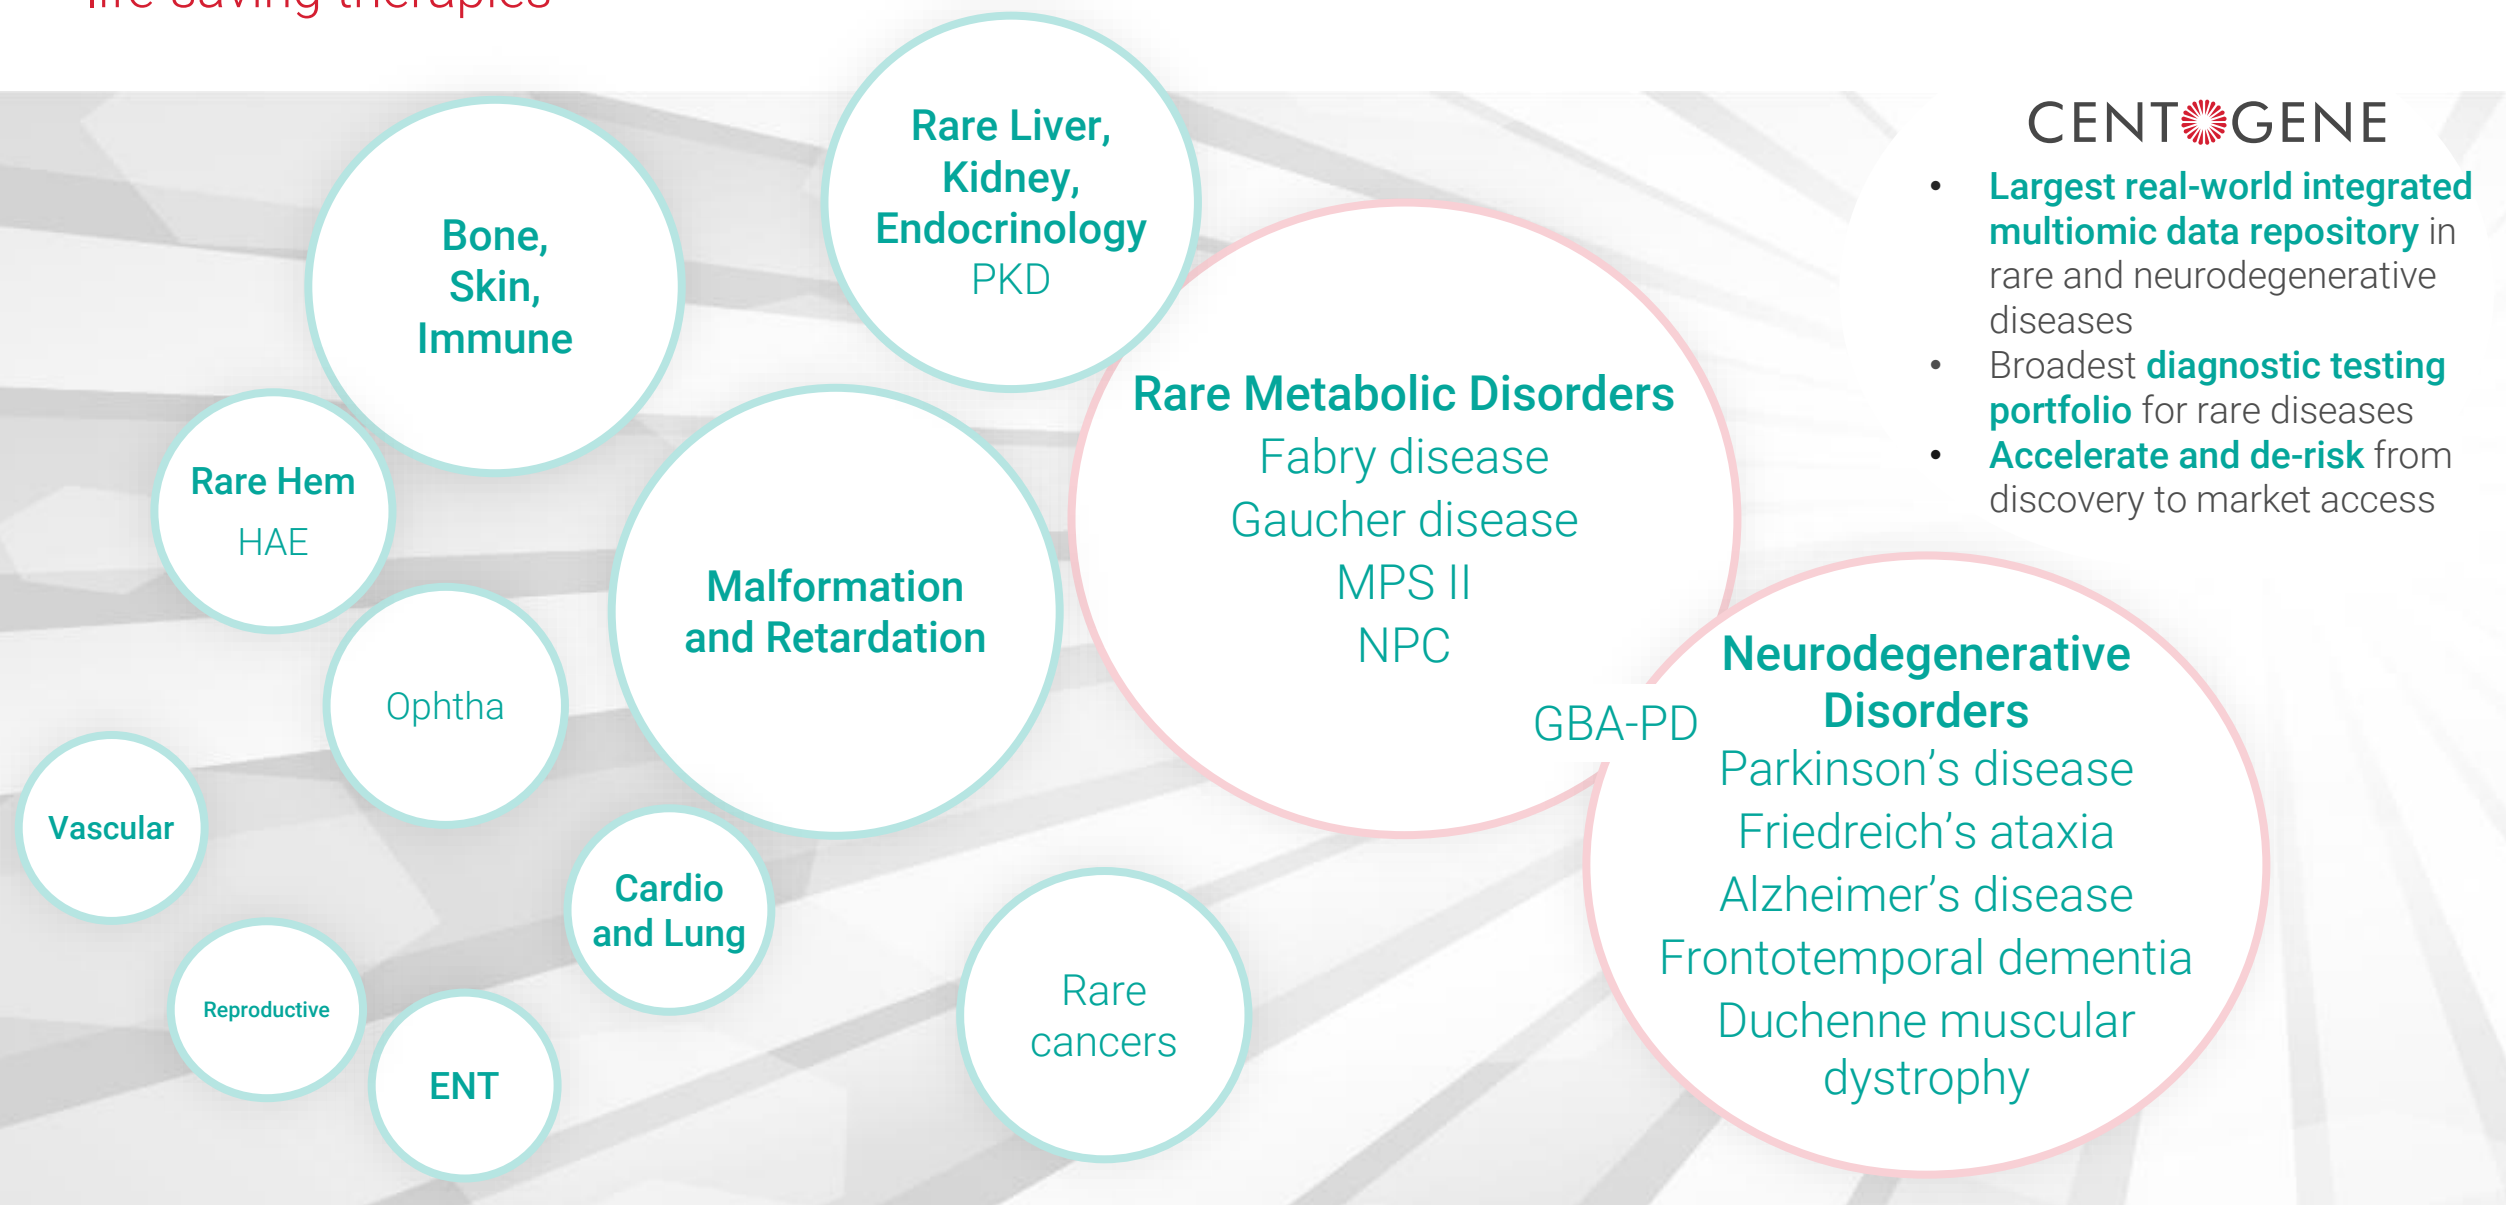 life-saving therapies
Rare Liver,
Kidney,
Endocrinology
PKD
Bone,
Skin,
Immune
Rare Hem
HAE
Malformation
and Retardation
Ophtha
Vascular
Reproductive
ENT
Cardio
and Lung
Rare
cancers
Rare Metabolic Disorders
Fabry disease
Gaucher disease
MPS II
NPC
GBA-PD
Neurodegenerative
Disorders
Parkinson’s disease
Friedreich’s ataxia
Alzheimer’s disease
Frontotemporal dementia
Duchenne muscular
dystrophy
CENTOGENE
• Largest real-world integrated
multiomic data repository in
rare and neurodegenerative
diseases
• Broadest diagnostic testing
portfolio for rare diseases
• Accelerate and de-risk from
discovery to market access